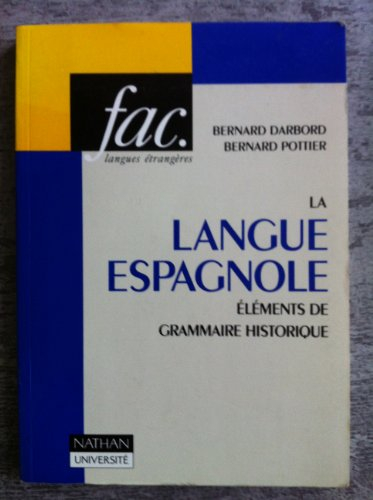 fac.
langues étrangères
BERNARD DARBORD
BERNARD POTTIER
LA
LANGUE
ESPAGNOLE
ÉLÉMENTS DE
GRAMMAIRE HISTORIQUE
NATHAN
UNIVERSITÉ